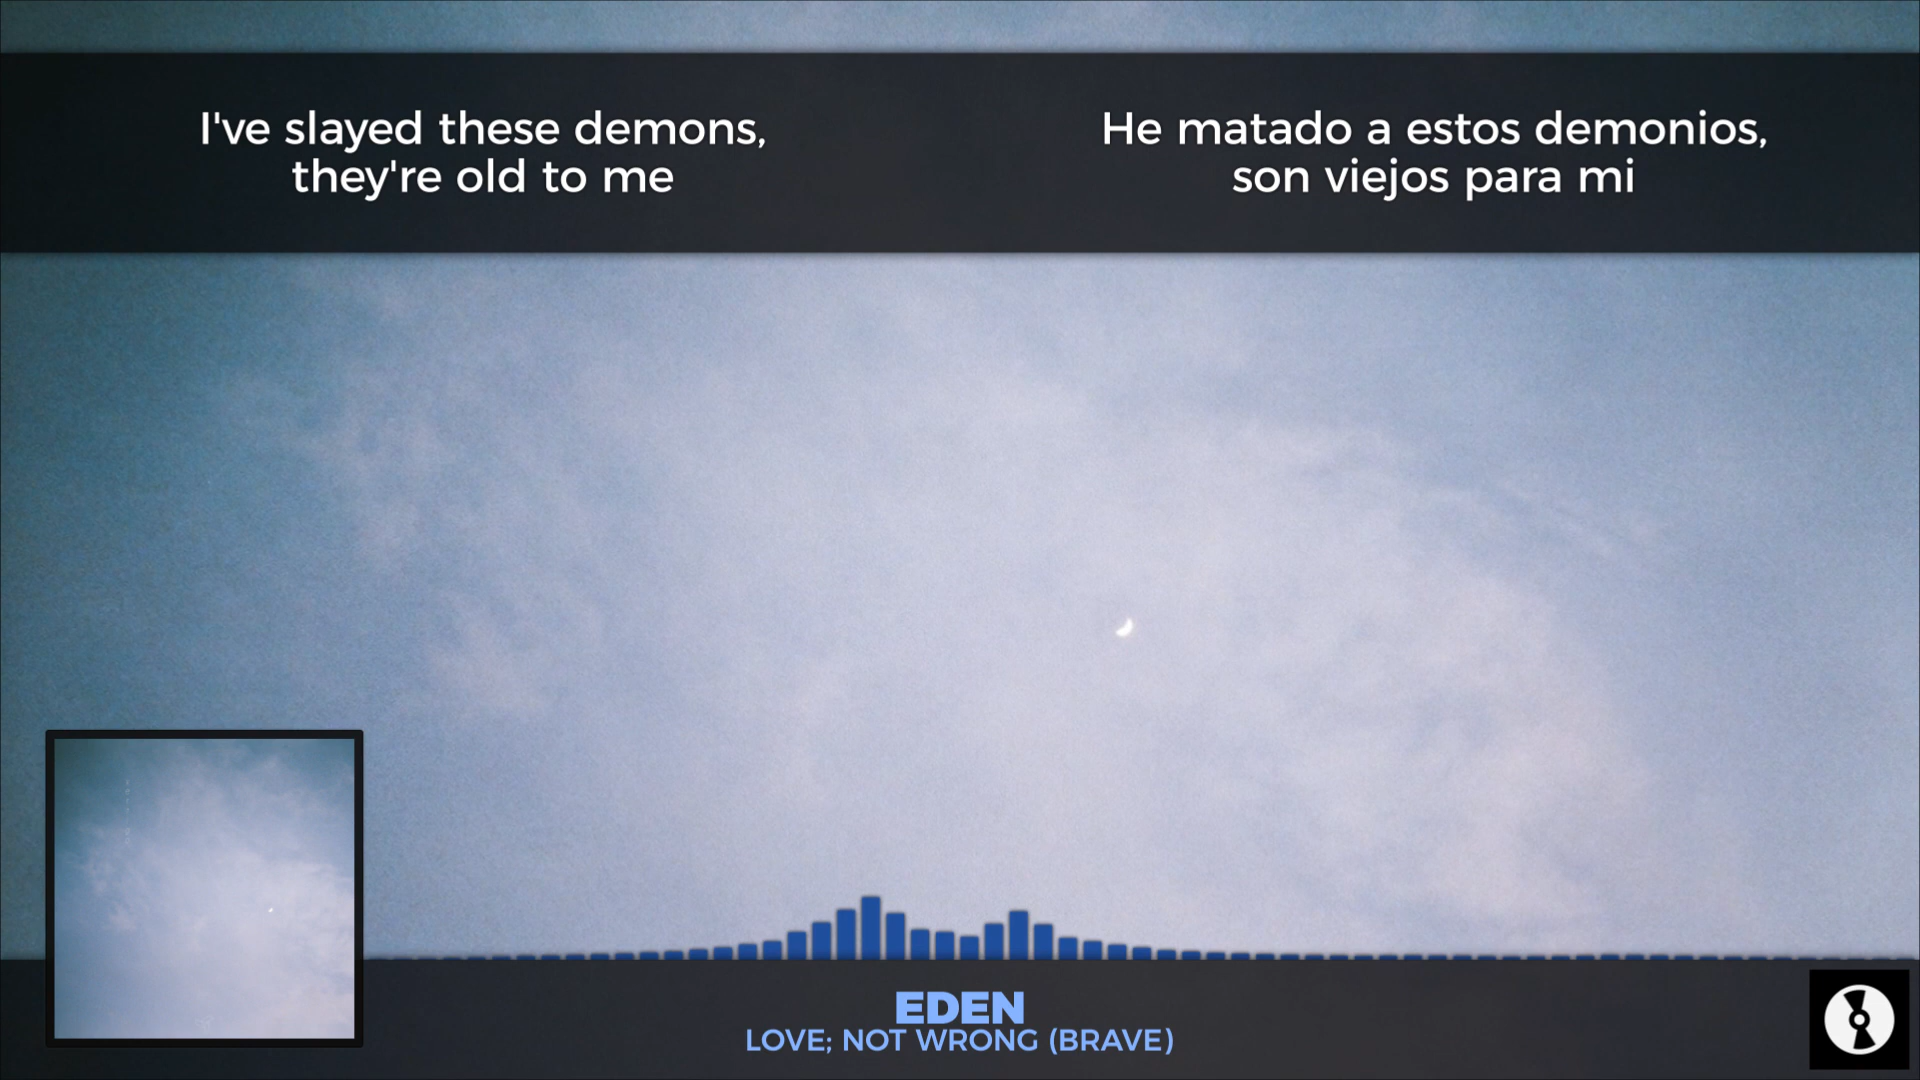 I've slayed these demons,
they're old to me
He matado a estos demonios,
son viejos para mi
EDEN
LOVE; NOT WRONG (BRAVE)